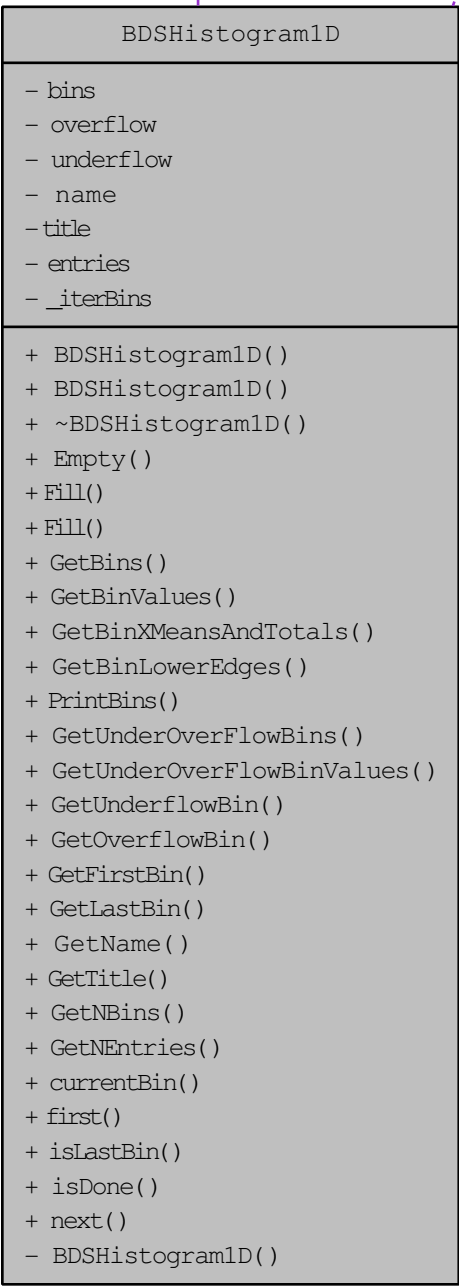 BDSHistogram1D
- bins
- overflow
- underflow
- name
- title
- entries
- _iterBins
+ BDSHistogram1D()
+ BDSHistogram1D()
+ ~BDSHistogram1D()
+ Empty()
+ Fill()
+ Fill()
+ GetBins()
+ GetBinValues()
+ GetBinXMeansAndTotals()
+ GetBinLowerEdges()
+ PrintBins()
+ GetUnderOverFlowBins()
+ GetUnderOverFlowBinValues()
+ GetUnderflowBin()
+ GetOverflowBin()
+ GetFirstBin()
+ GetLastBin()
+ GetName()
+ GetTitle()
+ GetNBins()
+ GetNEntries()
+ currentBin()
+ first()
+ isLastBin()
+ isDone()
+ next()
- BDSHistogram1D()